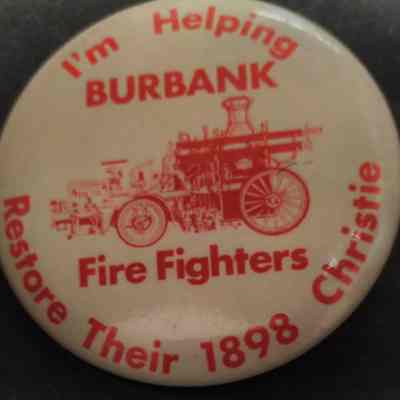 I'm Helping
BURBANK
Fire Fighters
Restore Their 1898 Christie